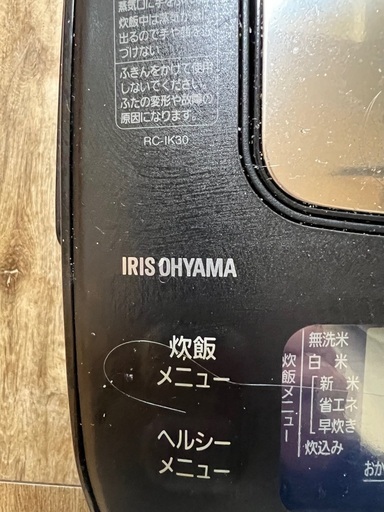 蒸気口に手を
炊飯中は蒸気が
出るので手や顔を近
づけない。
ふきんをかけて使用
しないでください。
ふたの変形や故障の
原因になります。
RC-IK30
IRIS OHYAMA
炊飯
メニュー
ヘルシー
メニュー
炊飯メニュー
無洗米
白米
新米
省エネ
早炊き
炊込み
おか